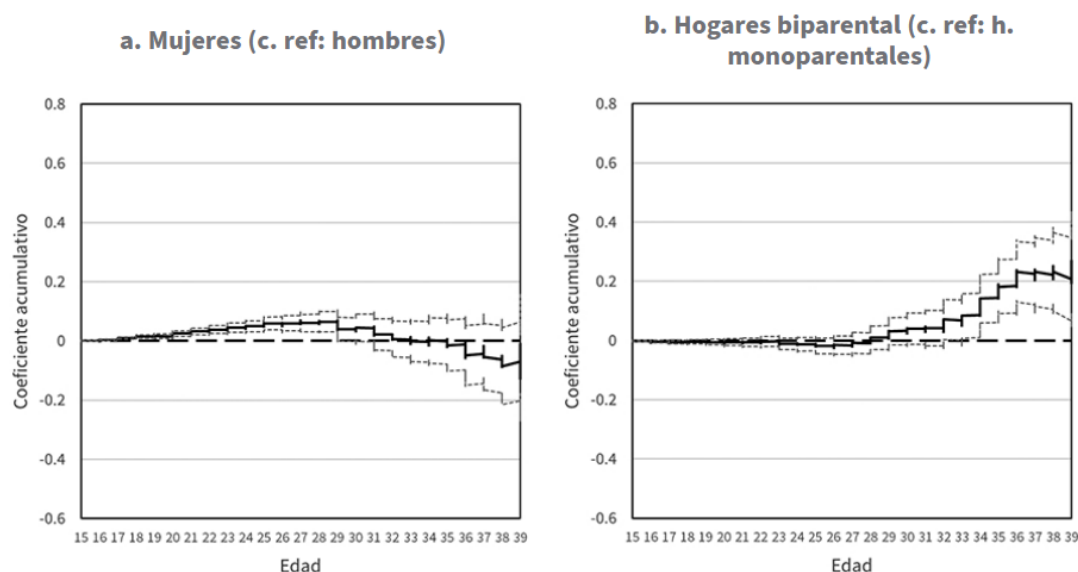 a. Mujeres (c. ref: hombres)
0.8
0.6
0.4
0.2
0
-0.2
-0.4
-0.6
Coeficiente acumulativo
15 16 17 18 19 20 21 22 23 24 25 26 27 28 29 30 31 32 33 34 35 36 37 38 39
Edad
b. Hogares biparental (c. ref: h.
monoparentales)
0.8
0.6
0.4
0.2
0
-0.2
-0.4
-0.6
Coeficiente acumulativo
15 16 17 18 19 20 21 22 23 24 25 26 27 28 29 30 31 32 33 34 35 36 37 38 39
Edad